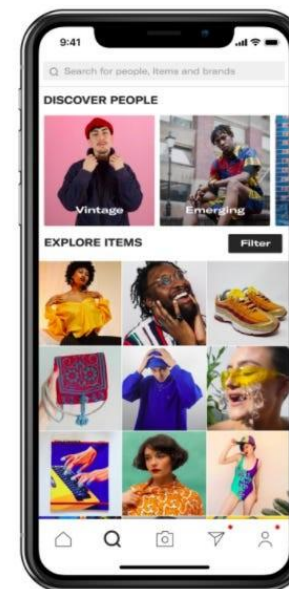 9:41
Search for people, items and brands
DISCOVER PEOPLE
Vintage
Emerging
EXPLORE ITEMS
Filter